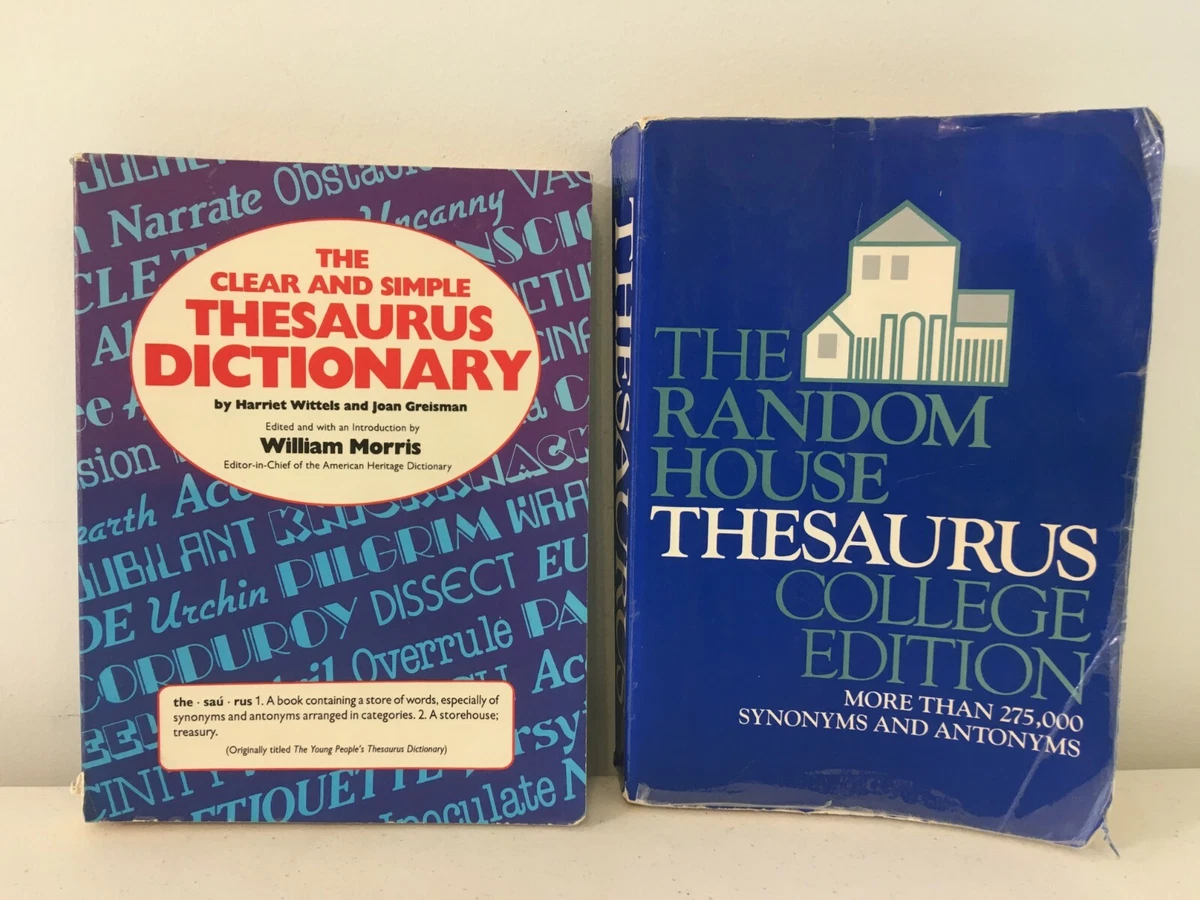 Narrate
Uncanny
THE
CLEAR AND SIMPLE
THESAURUS
DICTIONARY
by Harriet Wittels and Joan Greisman
Edited and with an Introduction by
William Morris
Editor-in-Chief of the American Heritage Dictionary
KNICKKNACK
JUBILANT PILGRIM
Urchin DISSECT
CORDUROY Overrule
the · saú · rus 1. A book containing a store of words, especially of
synonyms and antonyms arranged in categories. 2. A storehouse;
treasury.
(Originally titled The Young People's Thesaurus Dictionary)
ETIQUETTE
Inoculate
THESAURUS
THE
RANDOM
HOUSE
THESAURUS
COLLEGE
EDITION
MORE THAN 275,000
SYNONYMS AND ANTONYMS